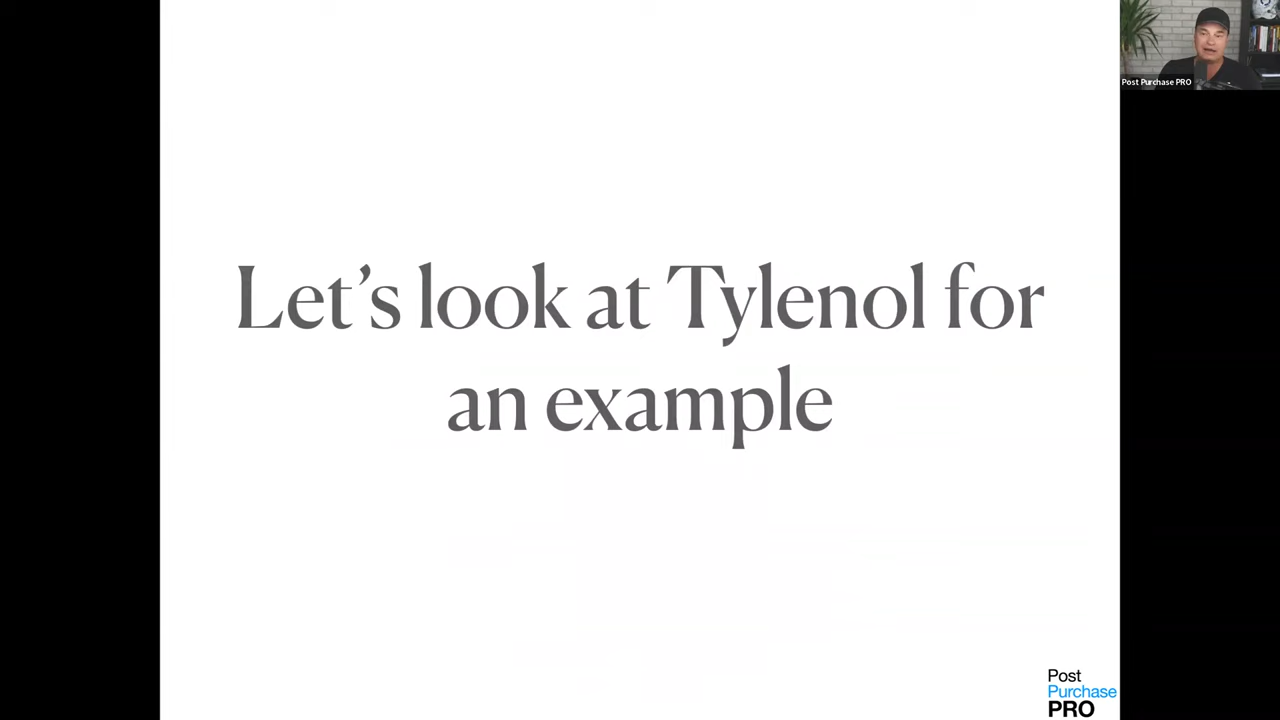 Post Purchase PRO
Let's look at Tylenol for
an example
Post
Purchase
PRO